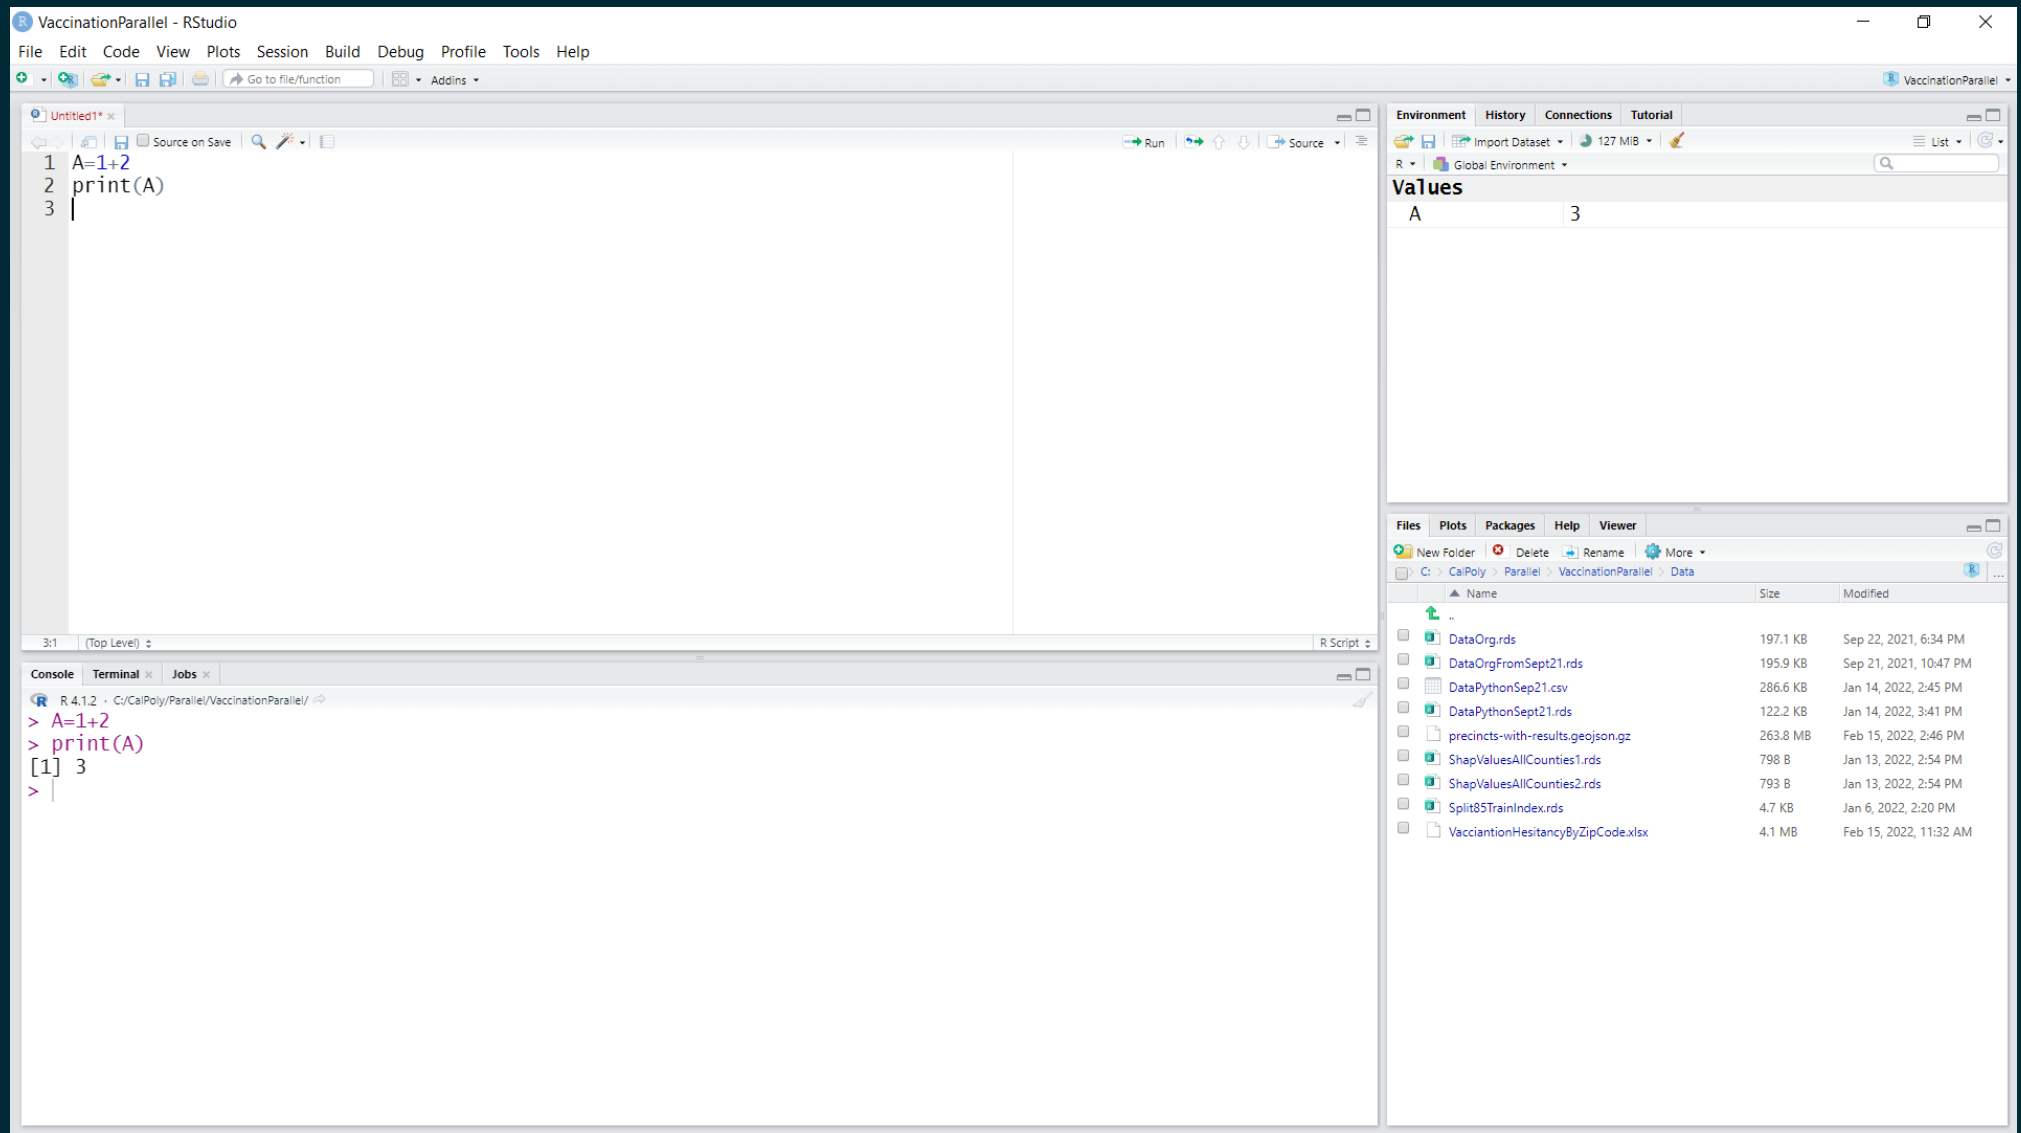 VaccinationParallel - RStudio
File Edit Code View Plots Session Build Debug Profile Tools Help
Go to file/function Addins VaccinationParallel
Untitled1*
Source on Save Run Source
1 A=1+2
2 print(A)
3
3:1 (Top Level) R Script
Console Terminal Jobs
R 4.1.2 · C:/CalPoly/Parallel/VaccinationParallel/
> A=1+2
> print(A)
[1] 3
>
Environment History Connections Tutorial
Import Dataset 127 MiB List
R Global Environment
Values
A 3
Files Plots Packages Help Viewer
New Folder Delete Rename More
C: CalPoly Parallel VaccinationParallel Data ...
Name Size Modified
..
DataOrg.rds 197.1 KB Sep 22, 2021, 6:34 PM
DataOrgFromSept21.rds 195.9 KB Sep 21, 2021, 10:47 PM
DataPythonSep21.csv 286.6 KB Jan 14, 2022, 2:45 PM
DataPythonSept21.rds 122.2 KB Jan 14, 2022, 3:41 PM
precincts-with-results.geojson.gz 263.8 MB Feb 15, 2022, 2:46 PM
ShapValuesAllCounties1.rds 798 B Jan 13, 2022, 2:54 PM
ShapValuesAllCounties2.rds 793 B Jan 13, 2022, 2:54 PM
Split85TrainIndex.rds 4.7 KB Jan 6, 2022, 2:20 PM
VacciantionHesitancyByZipCode.xlsx 4.1 MB Feb 15, 2022, 11:32 AM